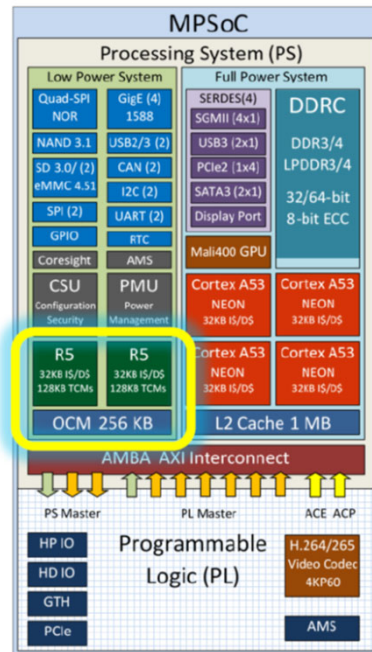 MPSoC
Processing System (PS)
Low Power System
Quad-SPI
NOR
GigE (4)
1588
NAND 3.1
USB2/3 (2)
SD 3.0/ (2)
eMMC 4.51
CAN (2)
I2C (2)
SPI (2)
UART (2)
GPIO
RTC
Coresight
AMS
CSU
Configuration
Security
PMU
Power
Management
R5
32KB I$/D$
128KB TCMs
R5
32KB I$/D$
128KB TCMs
OCM 256 KB
Full Power System
SERDES(4)
SGMII (4x1)
USB3 (2x1)
PCIe2 (1x4)
SATA3 (2x1)
Display Port
Mali400 GPU
DDRC
DDR3/4
LPDDR3/4
32/64-bit
8-bit ECC
Cortex A53
NEON
32KB I$/D$
Cortex A53
NEON
32KB I$/D$
Cortex A53
NEON
32KB I$/D$
Cortex A53
NEON
32KB I$/D$
L2 Cache 1 MB
AMBA AXI Interconnect
PS Master
PL Master
ACE ACP
HP IO
HD IO
GTH
PCIe
Programmable
Logic (PL)
H.264/265
Video Codec
4KP60
AMS